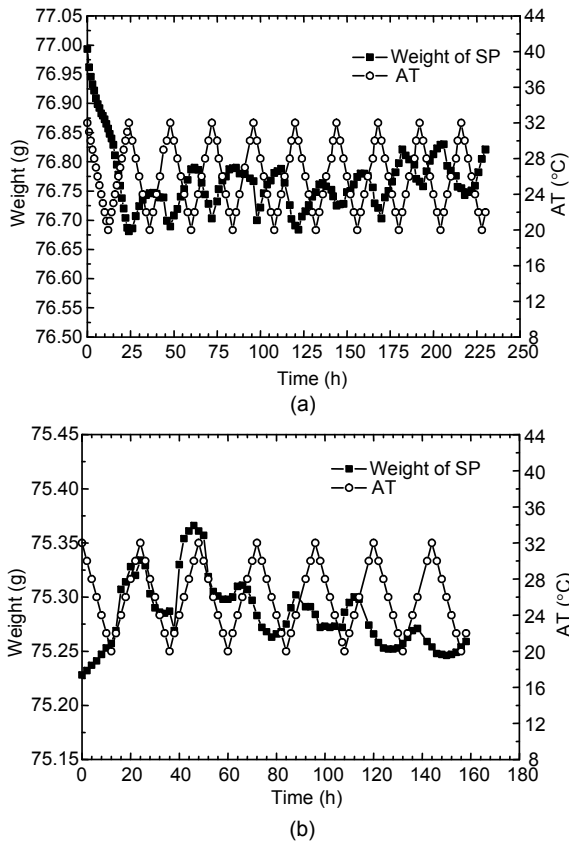 77.05
77.00
76.95
76.90
76.85
76.80
76.75
76.70
76.65
76.60
76.55
76.50
Weight (g)
Weight of SP
AT
44
40
36
32
28
24
20
16
12
8
AT (°C)
0 25 50 75 100 125 150 175 200 225 250
Time (h)
(a)
75.45
75.40
75.35
75.30
75.25
75.20
75.15
Weight (g)
Weight of SP
AT
44
40
36
32
28
24
20
16
12
8
AT (°C)
0 20 40 60 80 100 120 140 160 180
Time (h)
(b)